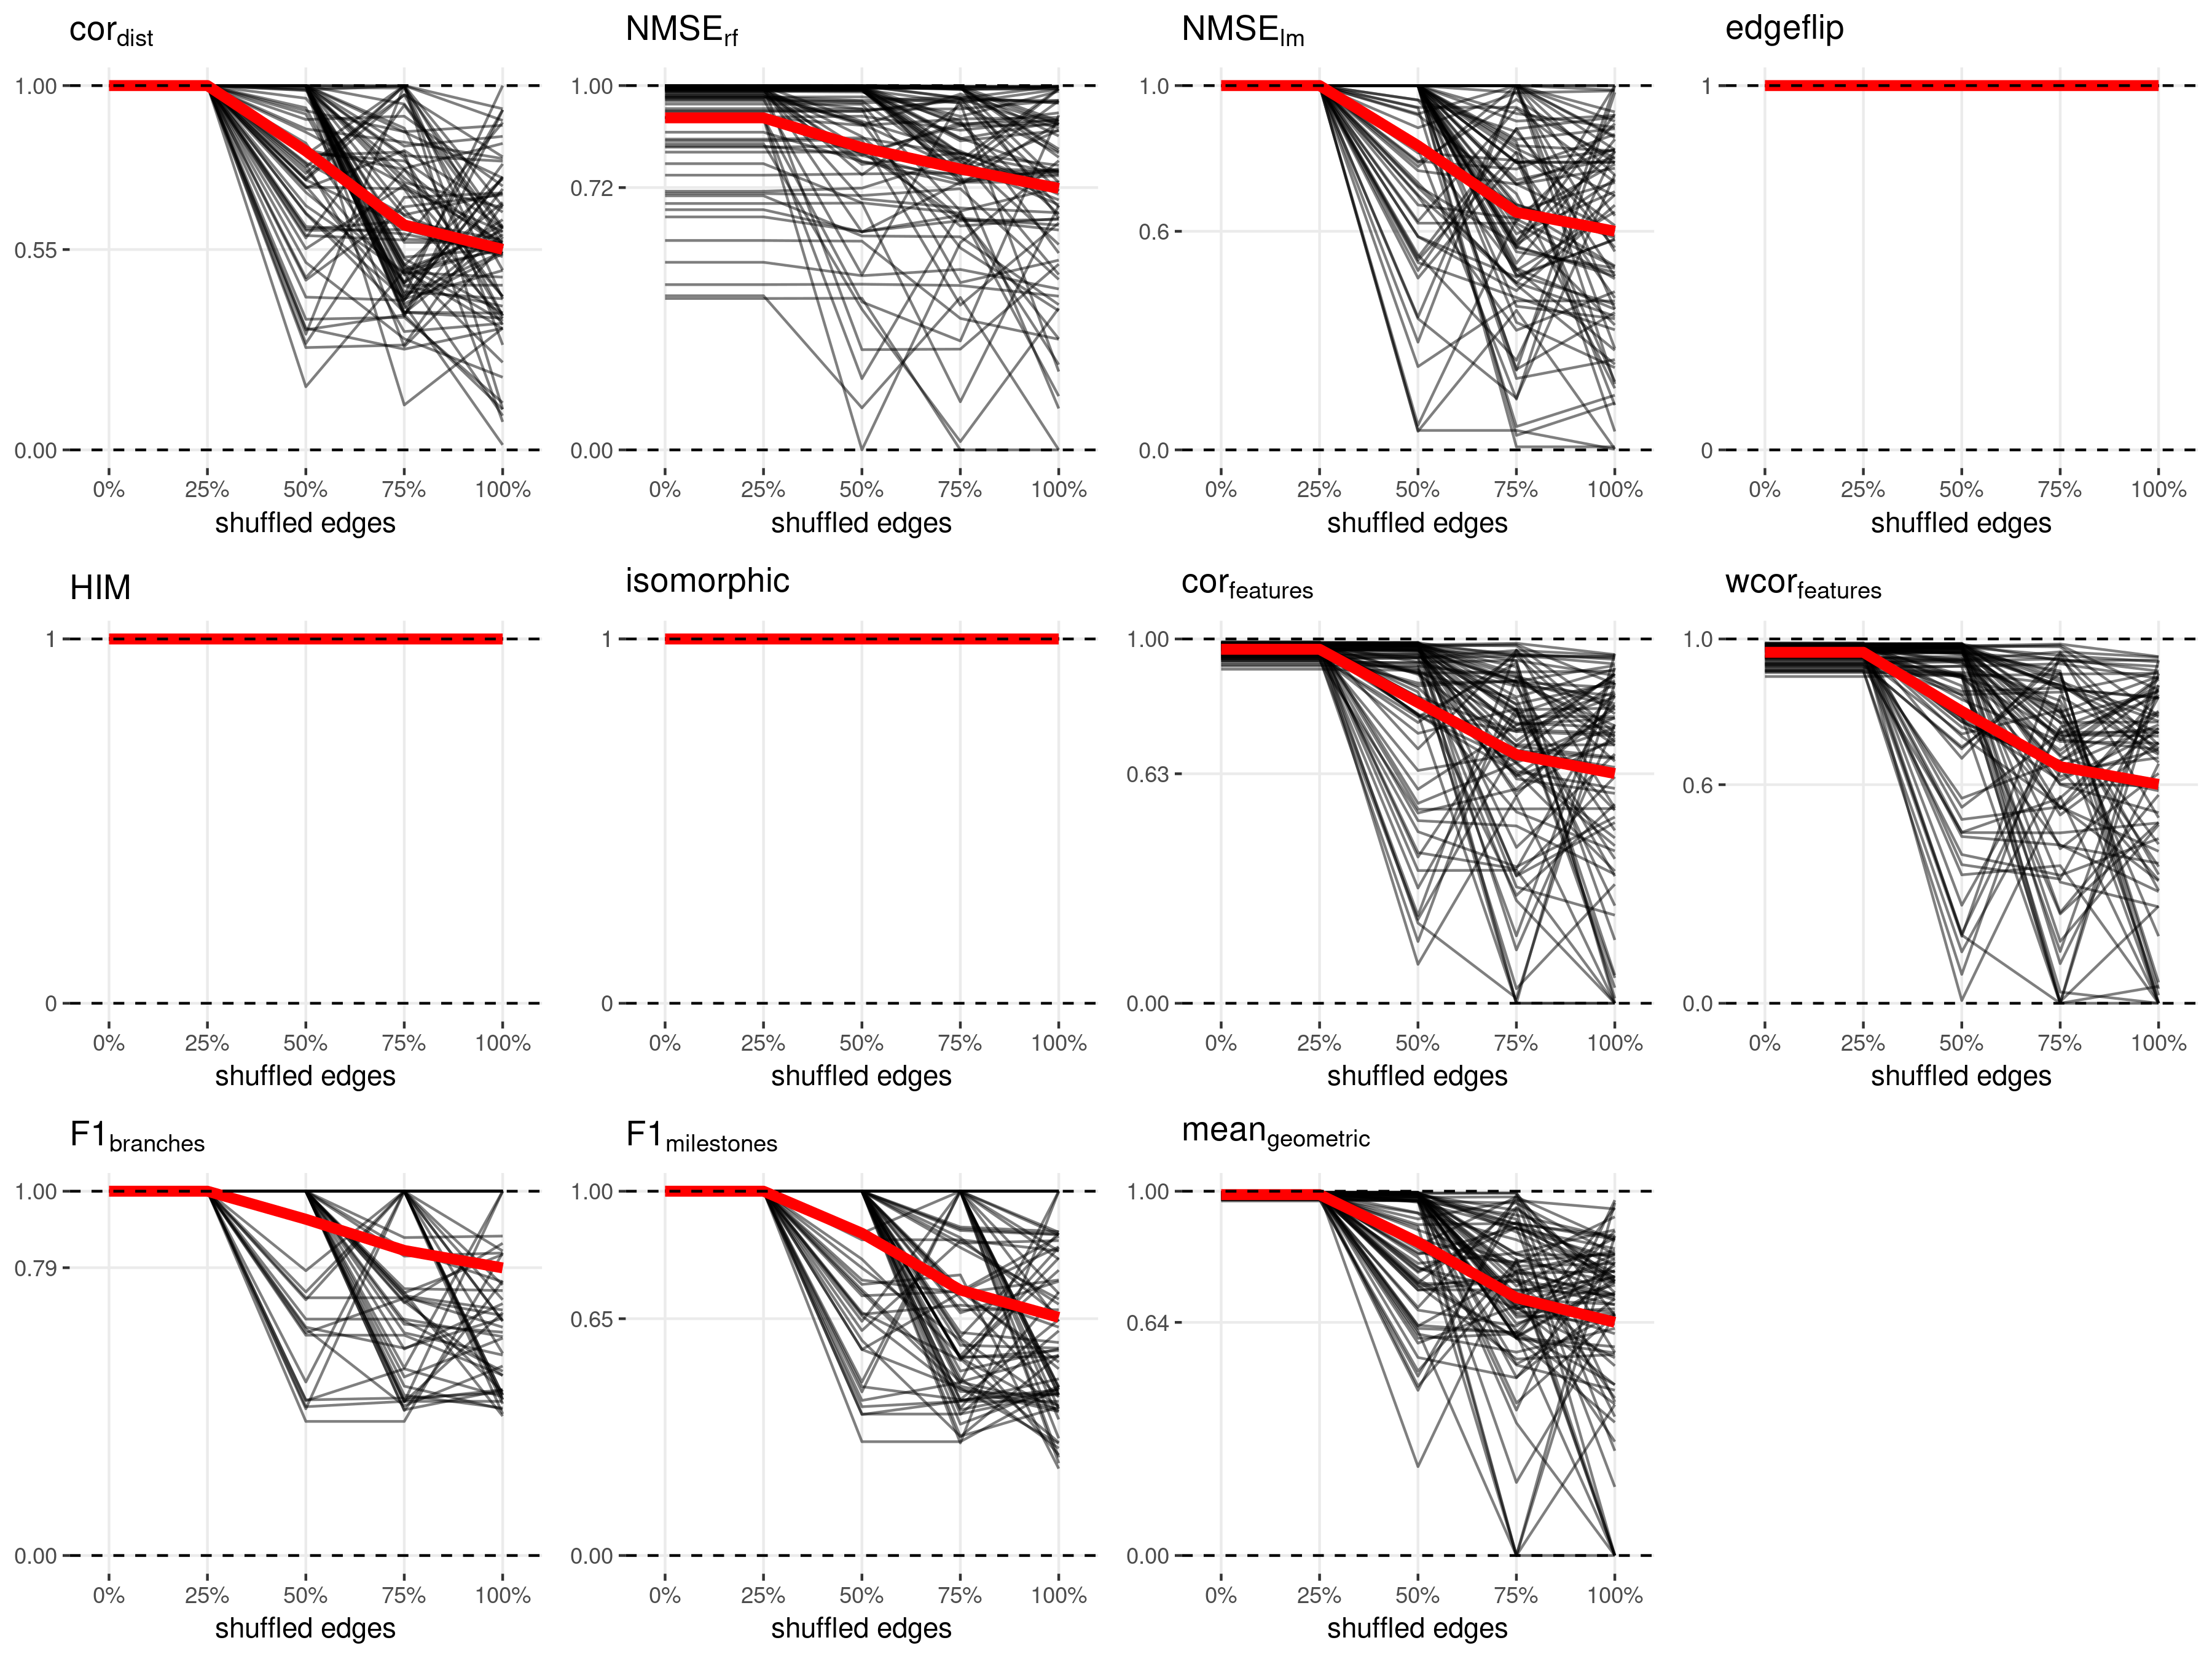 cor_dist NMSE_rf NMSE_lm edgeflip
1.00 1.00 1.0 1
0.72
0.6
0.55
0.00 0.00 0.0 0
0% 25% 50% 75% 100% 0% 25% 50% 75% 100% 0% 25% 50% 75% 100% 0% 25% 50% 75% 100%
shuffled edges shuffled edges shuffled edges shuffled edges
HIM isomorphic cor_features wcor_features
1 1 1.00 1.0
0.63 0.6
0 0 0.00 0.0
0% 25% 50% 75% 100% 0% 25% 50% 75% 100% 0% 25% 50% 75% 100% 0% 25% 50% 75% 100%
shuffled edges shuffled edges shuffled edges shuffled edges
F1_branches F1_milestones mean_geometric
1.00 1.00 1.00
0.79
0.65 0.64
0.00 0.00 0.00
0% 25% 50% 75% 100% 0% 25% 50% 75% 100% 0% 25% 50% 75% 100%
shuffled edges shuffled edges shuffled edges